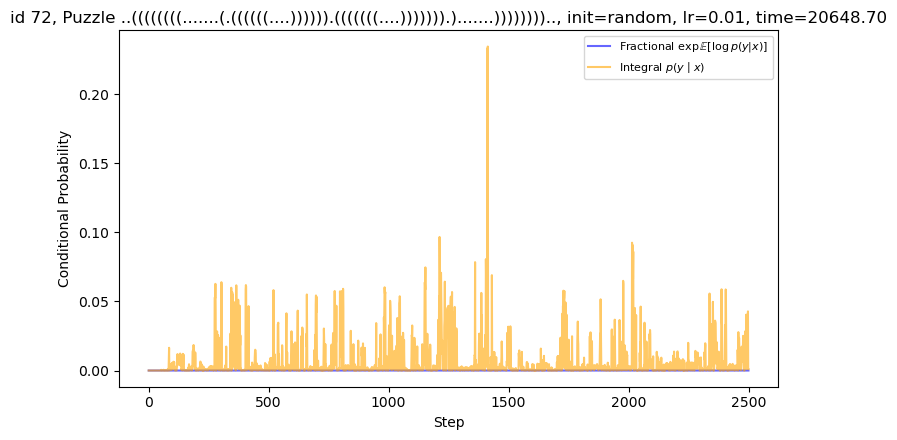 id 72, Puzzle ..((((((((.......(.((((((....)))))).(((((((....))))))).).......)))))))).., init=random, lr=0.01, time=20648.70
Fractional exp𝔼[log p(y|x)]
Integral p(y | x)
Conditional Probability
0.20
0.15
0.10
0.05
0.00
0
500
1000
1500
2000
2500
Step